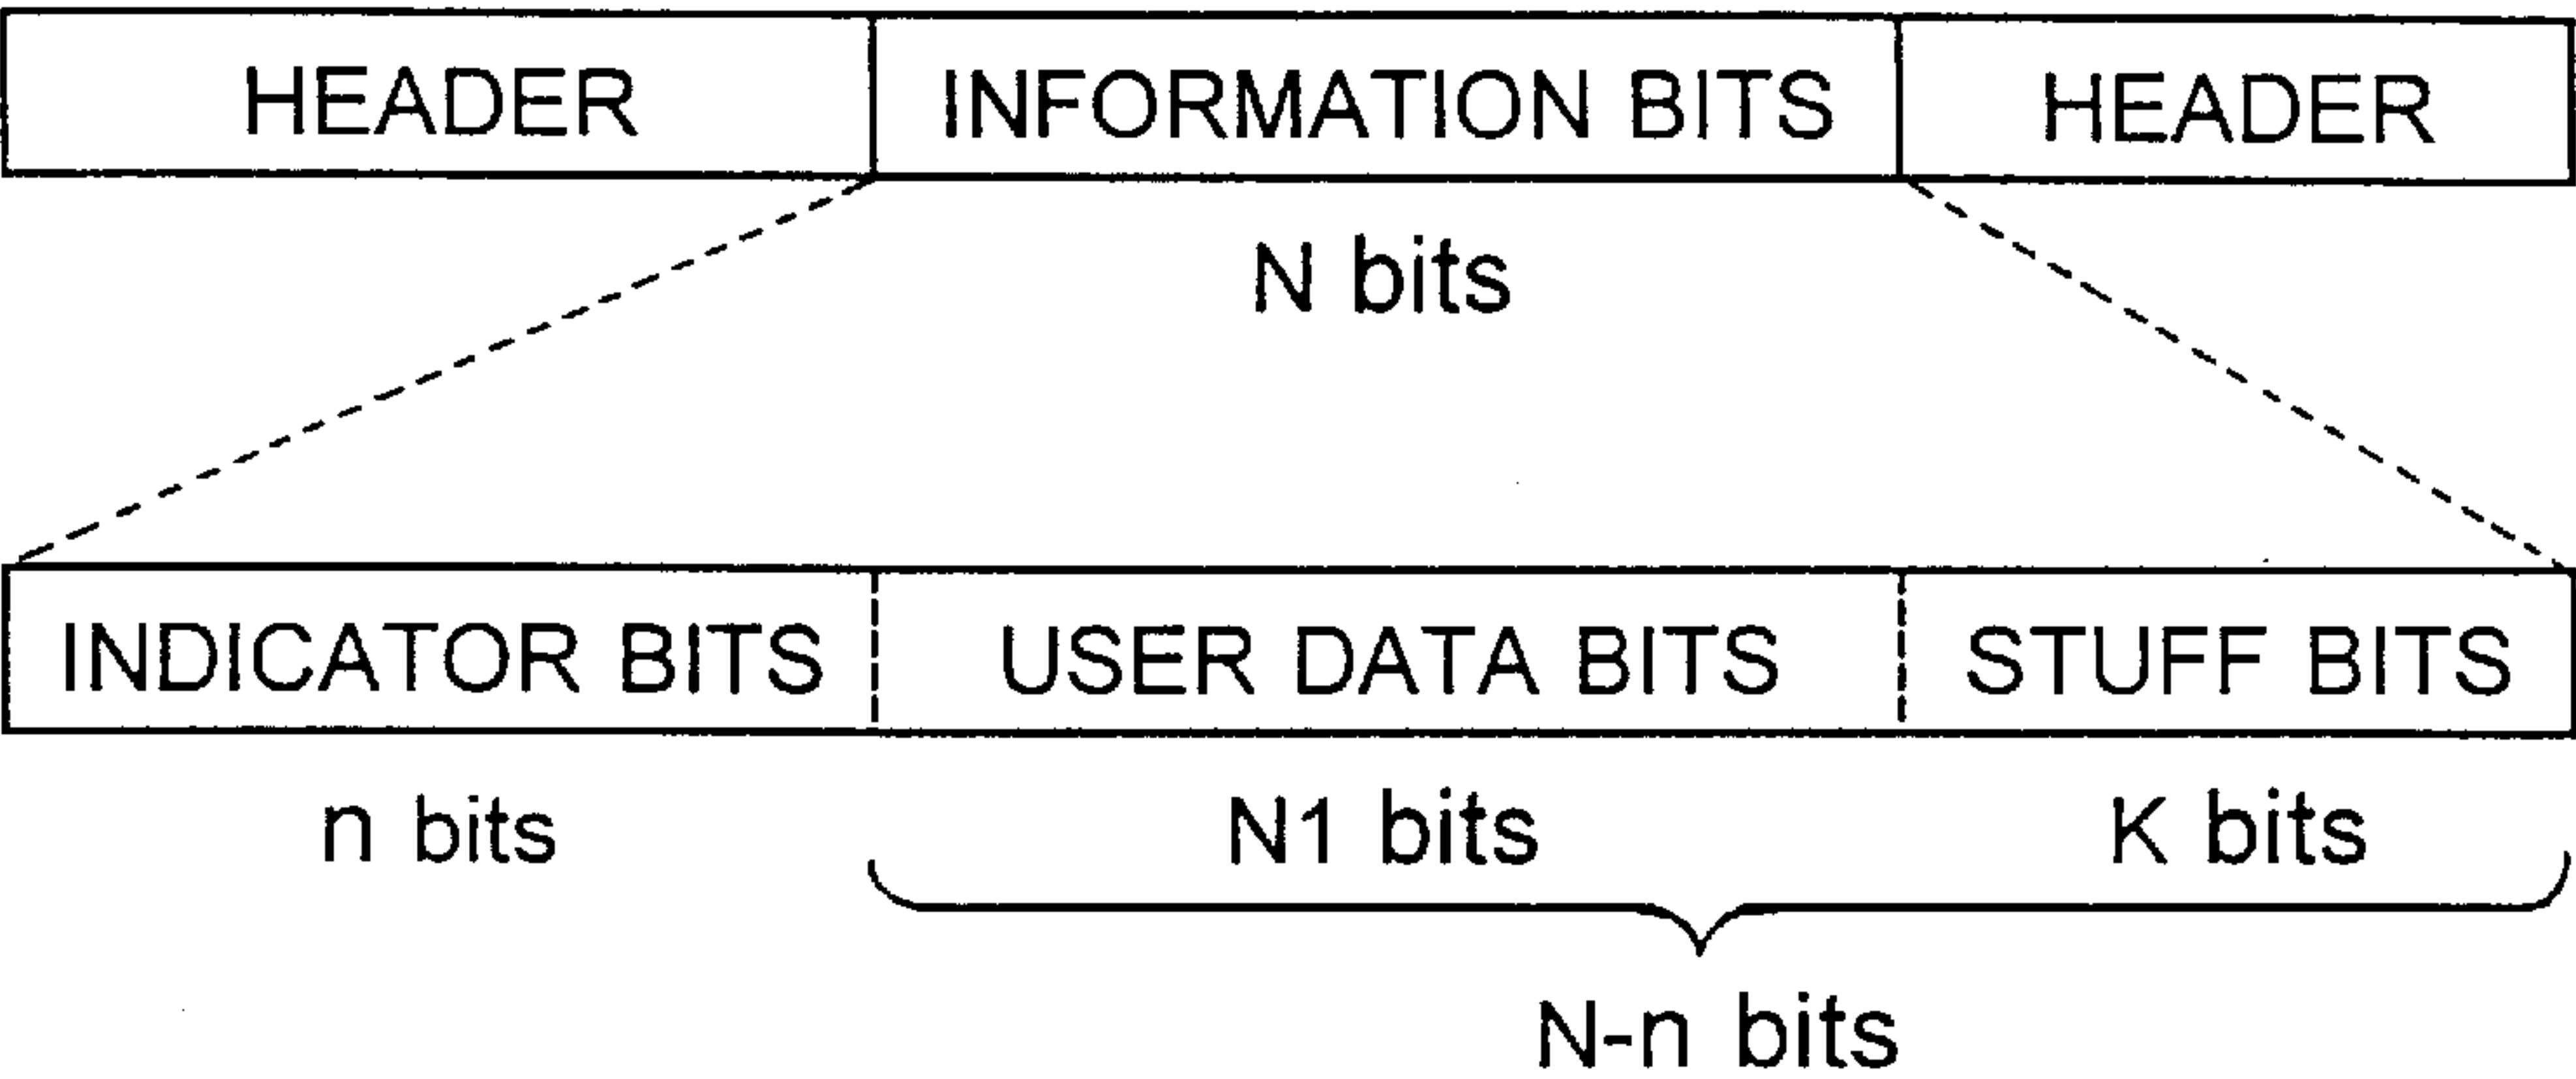 HEADER INFORMATION BITS HEADER
N bits
INDICATOR BITS USER DATA BITS STUFF BITS
n bits N1 bits K bits
N-n bits